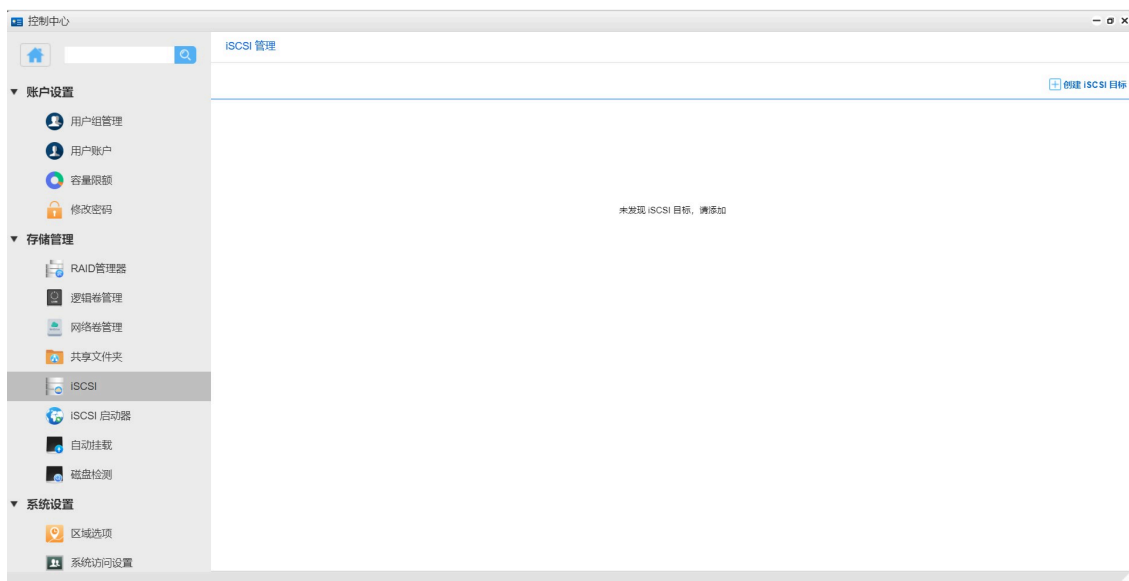 控制中心
iSCSI 管理
创建 iSCSI 目标
账户设置
用户组管理
用户账户
容量限额
修改密码
未发现 iSCSI 目标，请添加
存储管理
RAID管理器
逻辑卷管理
网络卷管理
共享文件夹
iSCSI
iSCSI 启动器
自动挂载
磁盘检测
系统设置
区域选项
系统访问设置